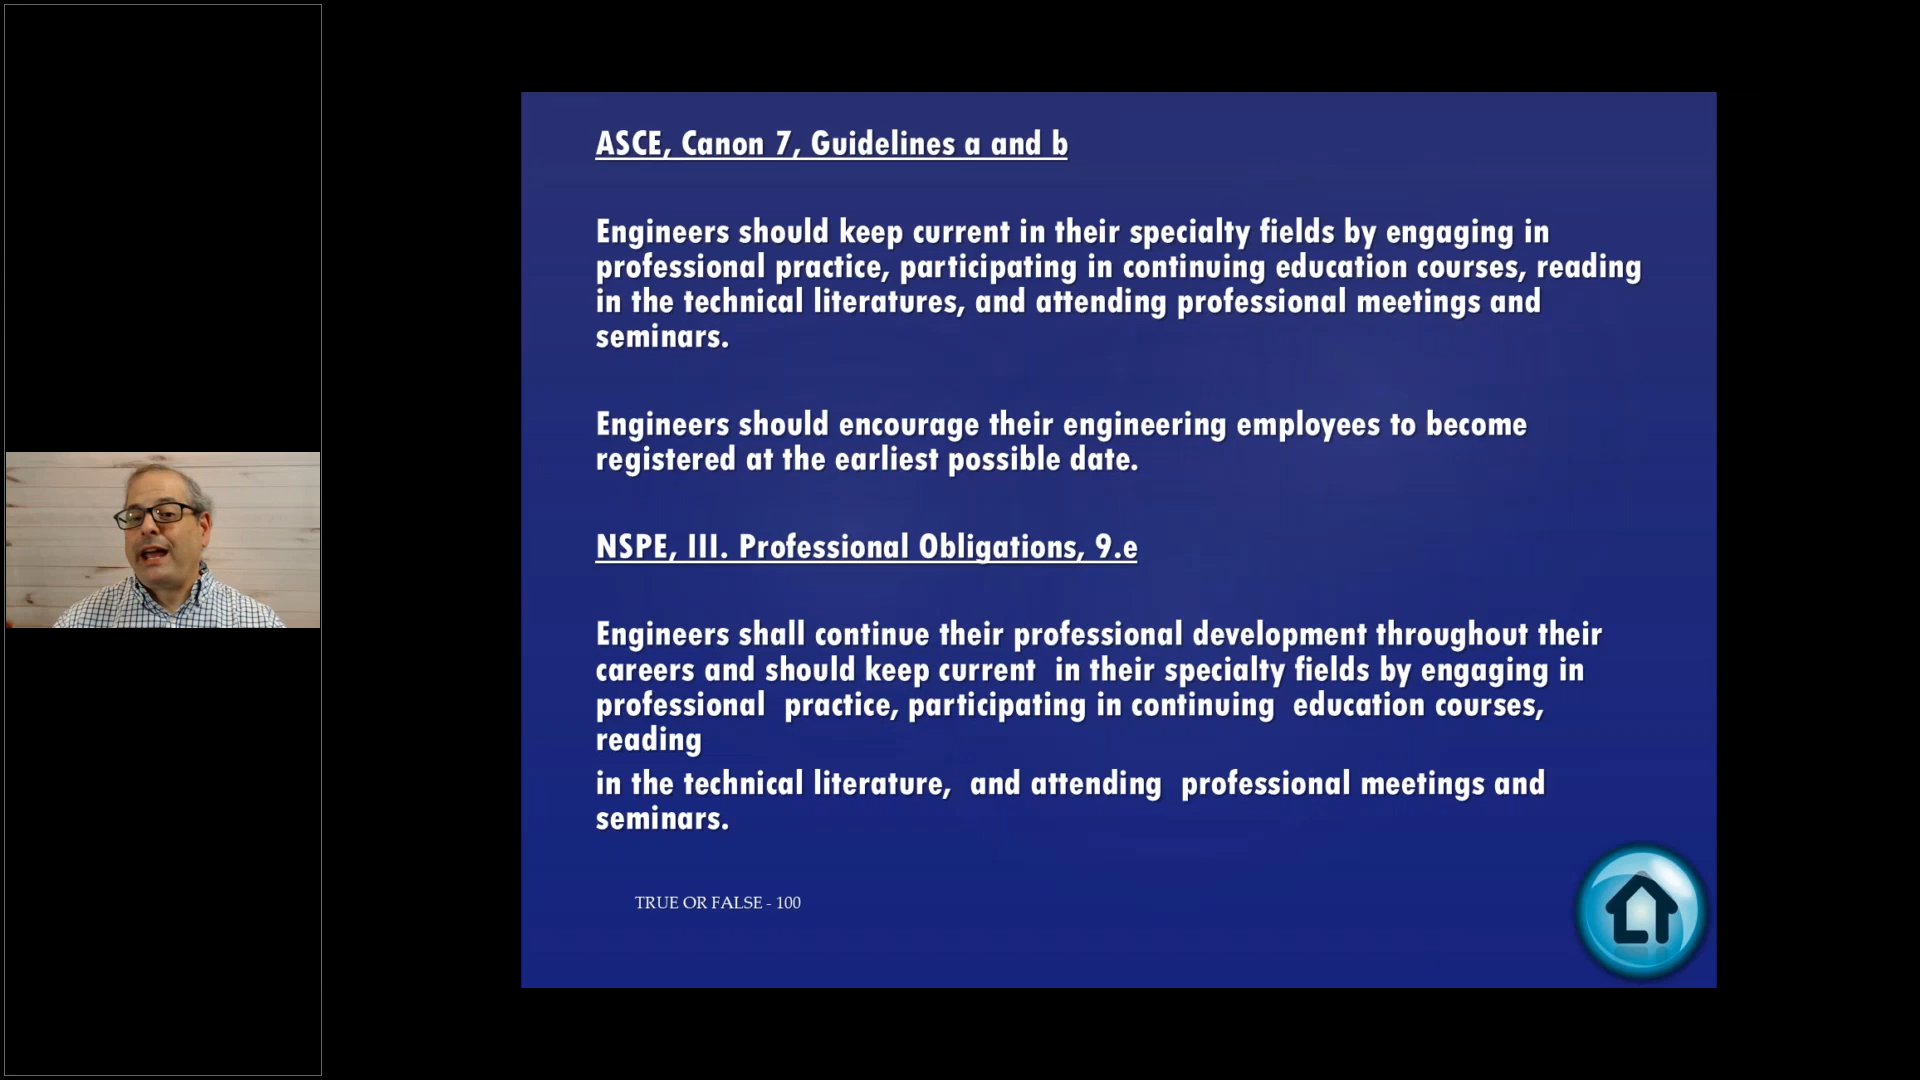 ASCE, Canon 7, Guidelines a and b
Engineers should keep current in their specialty fields by engaging in
professional practice, participating in continuing education courses, reading
in the technical literatures, and attending professional meetings and
seminars.
Engineers should encourage their engineering employees to become
registered at the earliest possible date.
NSPE, III. Professional Obligations, 9.e
Engineers shall continue their professional development throughout their
careers and should keep current  in their specialty fields by engaging in
professional  practice, participating in continuing  education courses,
reading
in the technical literature,  and attending  professional meetings and
seminars.
TRUE OR FALSE - 100